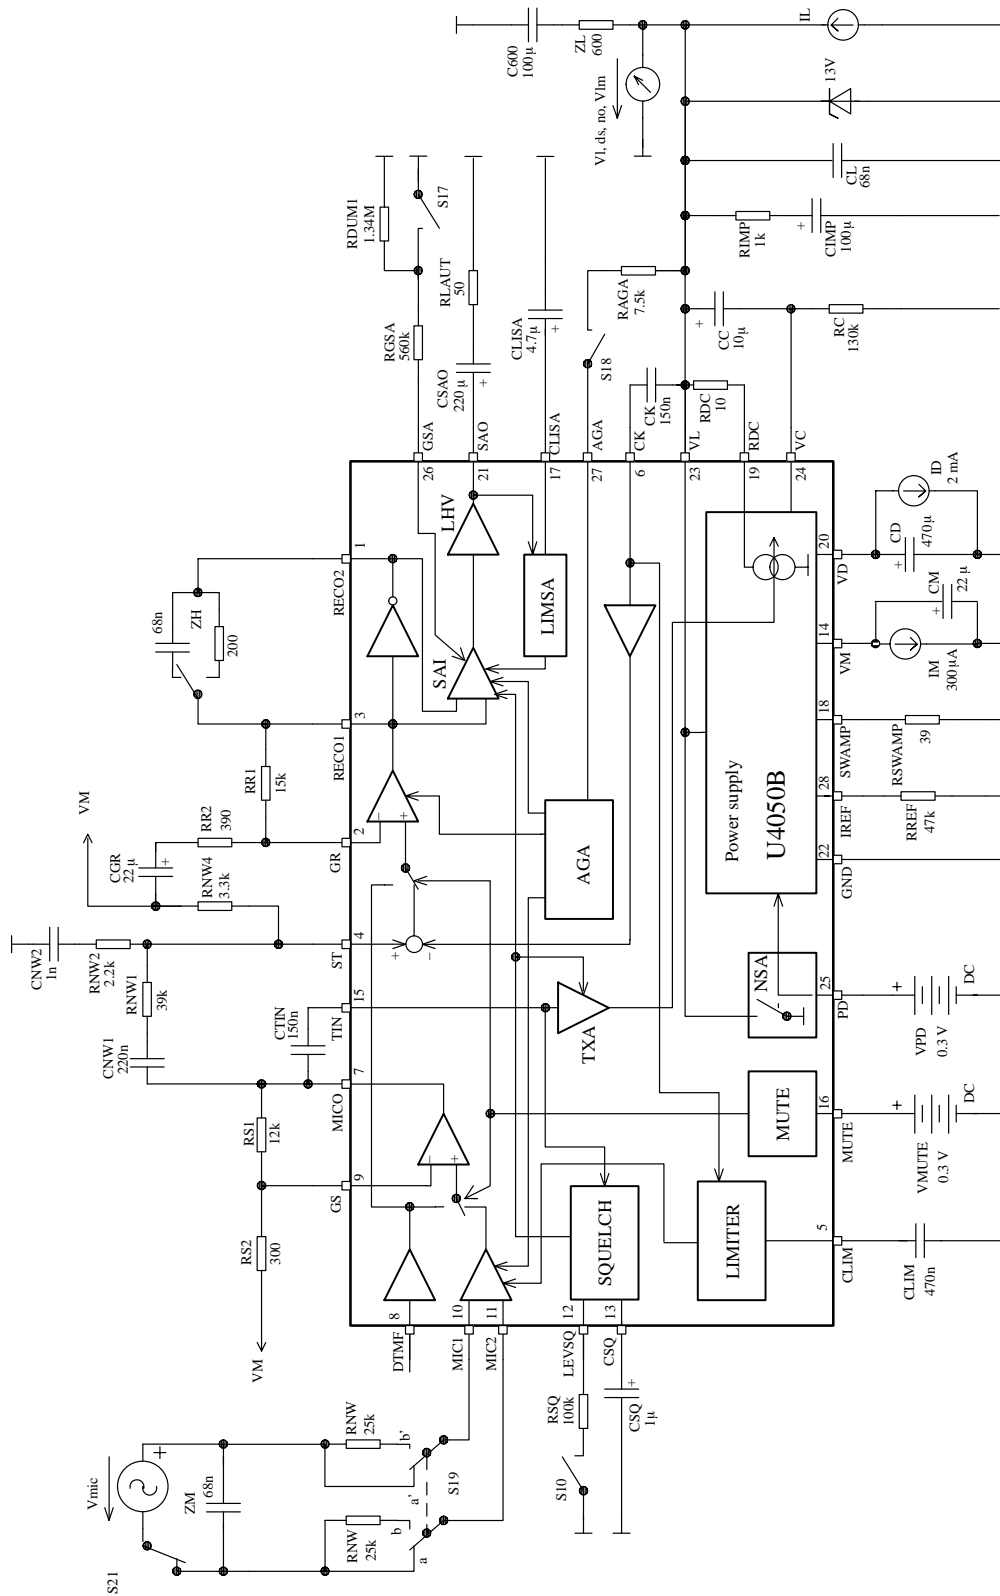 S21
Vmic
+
ZM
68n
RNW
25k
RNW
25k
a
b
a'
b'
S19
S10
RSQ
100k
CSQ
1μ
+
VM
RS2
300
RS1
12k
CNW1
220n
CTIN
150n
RNW1
39k
RNW2
2.2k
CNW2
1n
CGR
22μ
+
RNW4
3.3k
RR2
390
VM
RR1
15k
68n
ZH
200
RDUM1
1.34M
S17
RGSA
560k
CSAO
220 μ
+
RLAUT
50
CLISA
4.7μ
+
S18
RAGA
7.5k
CK
150n
RDC
10
CC
10μ
+
RC
130k
RIMP
1k
CIMP
100μ
+
CL
68n
13V
IL
Vl, ds, no, Vlm
ZL
600
C600
100μ
GS
9
MICO
7
TIN
15
ST
4
GR
2
RECO1
3
RECO2
1
DTMF
8
MIC1
10
MIC2
11
LEVSQ
12
CSQ
13
GSA
26
SAO
21
CLISA
17
AGA
27
CK
6
VL
23
RDC
19
VC
24
− +
+ −
− +
SAI
LHV
LIMSA
AGA
TXA
SQUELCH
LIMITER
MUTE
NSA
Power supply
U4050B
5
CLIM
16
MUTE
25
PD
22
GND
28
IREF
18
SWAMP
14
VM
20
VD
CLIM
470n
VMUTE
0.3 V
+
DC
VPD
0.3 V
+
DC
RREF
47k
RSWAMP
39
IM
300 μA
CM
22 μ
+
CD
470μ
+
ID
2 mA